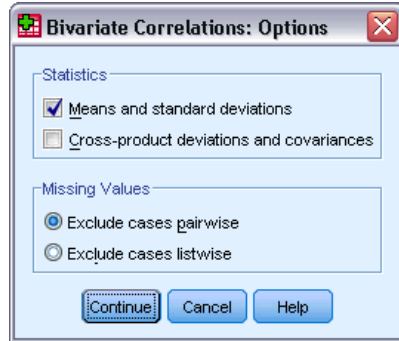 Bivariate Correlations: Options
Statistics
Means and standard deviations
Cross-product deviations and covariances
Missing Values
Exclude cases pairwise
Exclude cases listwise
Continue Cancel Help